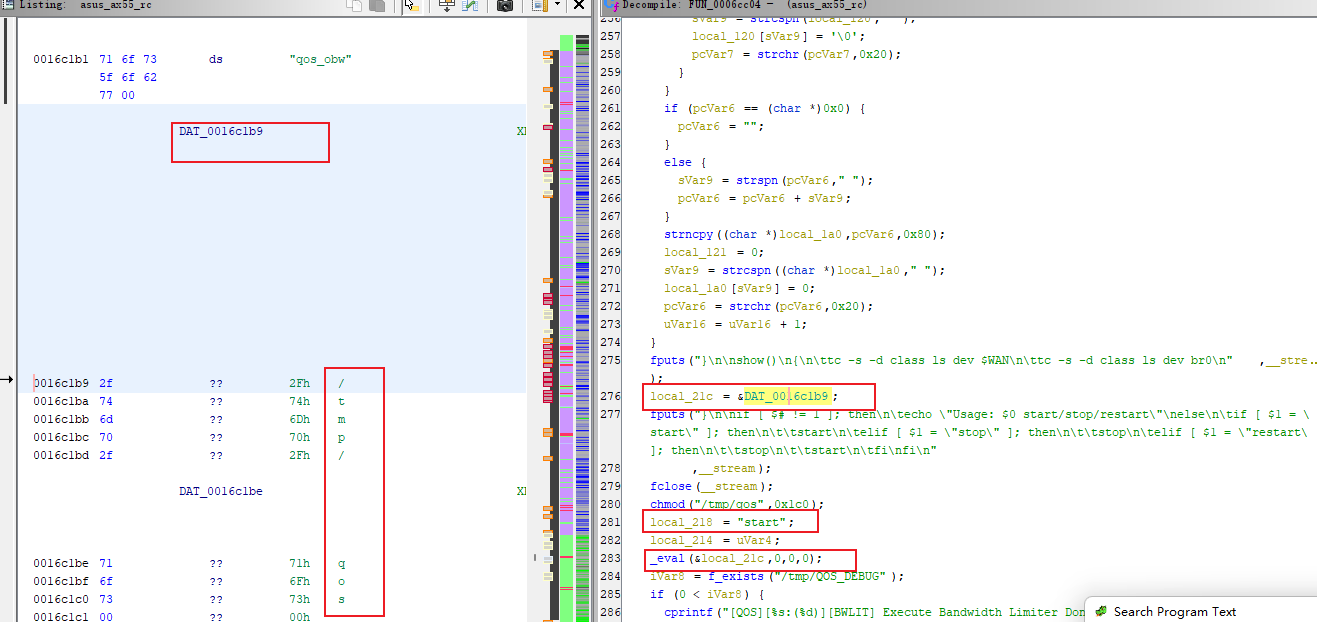 Listing: asus_ax55_rc
0016c1b1 71 6f 73 ds "qos_obw"
5f 6f 62
77 00
DAT_0016c1b9
0016c1b9 2f ?? 2Fh /
0016c1ba 74 ?? 74h t
0016c1bb 6d ?? 6Dh m
0016c1bc 70 ?? 70h p
0016c1bd 2f ?? 2Fh /
DAT_0016c1be
0016c1be 71 ?? 71h q
0016c1bf 6f ?? 6Fh o
0016c1c0 73 ?? 73h s
0016c1c1 00 ?? 00h
Decompile: FUN_0006cc04 - (asus_ax55_rc)
257 local_120[sVar9] = '\0';
258 pcVar7 = strchr(pcVar7,0x20);
259 }
260 }
261 if (pcVar6 == (char *)0x0) {
262 pcVar6 = "";
263 }
264 else {
265 sVar9 = strspn(pcVar6," ");
266 pcVar6 = pcVar6 + sVar9;
267 }
268 strncpy((char *)local_1a0,pcVar6,0x80);
269 local_121 = 0;
270 sVar9 = strcspn((char *)local_1a0," ");
271 local_1a0[sVar9] = 0;
272 pcVar6 = strchr(pcVar6,0x20);
273 uVar16 = uVar16 + 1;
274 }
275 fputs("}\n\nshow()\n{\n\ttc -s -d class ls dev $WAN\n\ttc -s -d class ls dev br0\n" ,__stre..
);
276 local_21c = &DAT_0016c1b9;
277 fputs("}\n\nif [ $# != 1 ]; then\n\techo \"Usage: $0 start/stop/restart\"\nelse\n\tif [ $1 = \
start\" ]; then\n\t\tstart\n\telif [ $1 = \"stop\" ]; then\n\t\tstop\n\telif [ $1 = \"restart\
]; then\n\t\tstop\n\t\tstart\n\tfi\nfi\n"
278 ,__stream);
279 fclose(__stream);
280 chmod("/tmp/qos",0x1c0);
281 local_218 = "start";
282 local_214 = uVar4;
283 _eval(&local_21c,0,0,0);
284 iVar8 = f_exists("/tmp/QOS_DEBUG");
285 if (0 < iVar8) {
286 cprintf("[QOS][%s:(%d)][BWLIT] Execute Bandwidth Limiter Don
Search Program Text